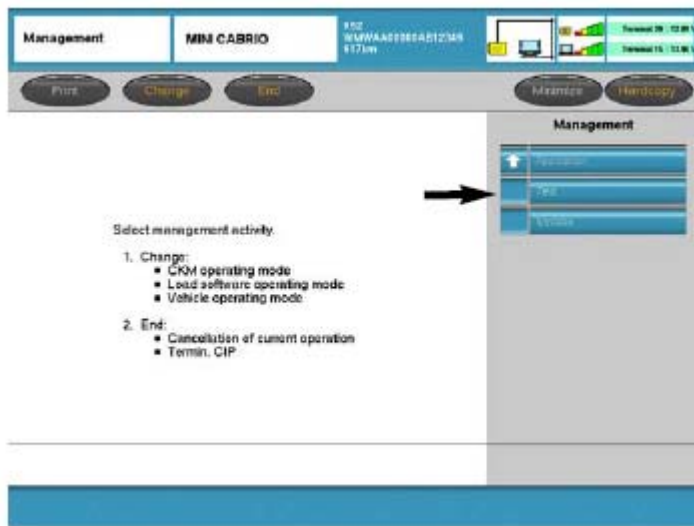 Management
MINI CABRIO
Print
Change
End
Minimize
Hardcopy
Management
Select management activity.
1. Change:
▪ CKM operating mode
▪ Load software operating mode
▪ Vehicle operating mode
2. End:
▪ Cancellation of current operation
▪ Termin. CIP